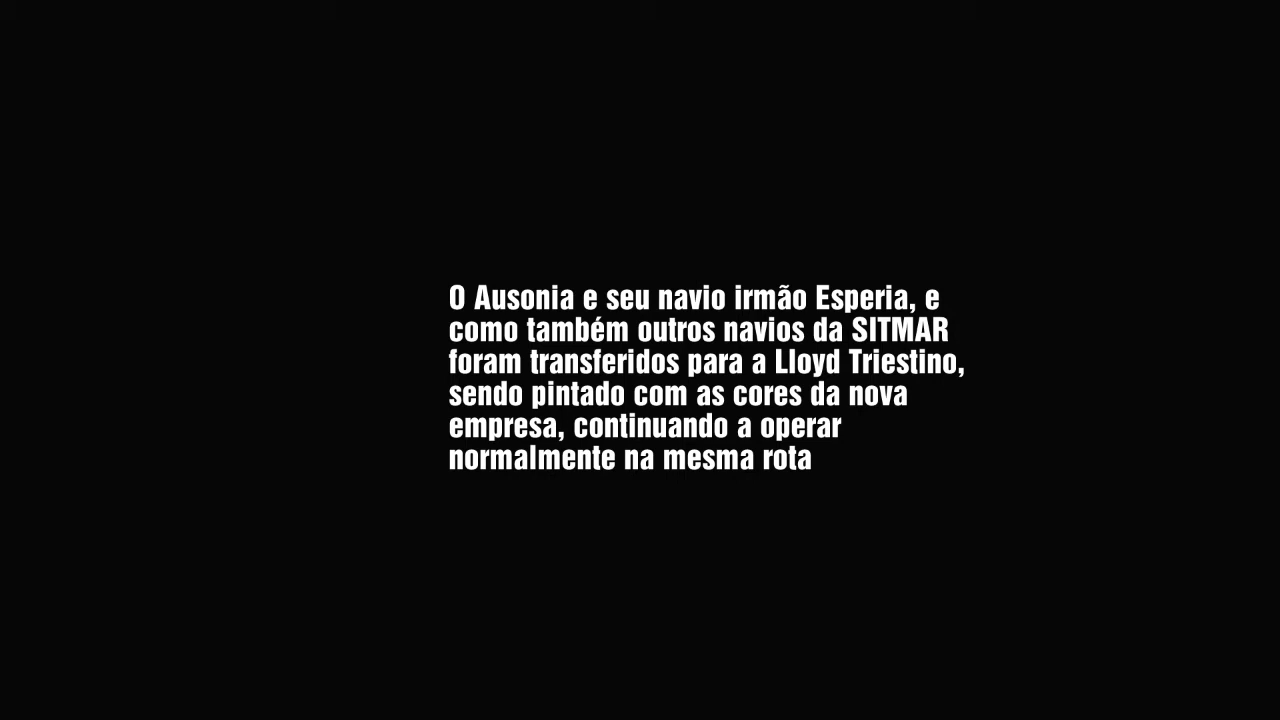 O Ausonia e seu navio irmão Esperia, e
como também outros navios da SITMAR
foram transferidos para a Lloyd Triestino,
sendo pintado com as cores da nova
empresa, continuando a operar
normalmente na mesma rota